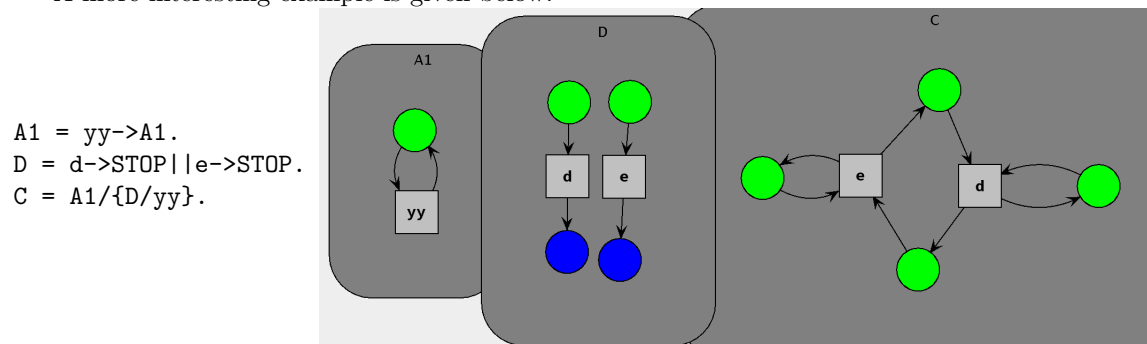 A more interesting example is given below.
A1 = yy->A1.
D = d->STOP||e->STOP.
C = A1/{D/yy}.
A1
yy
D
d
e
C
e
d